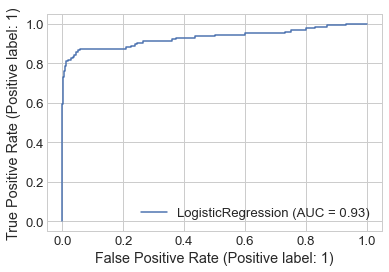 True Positive Rate (Positive label: 1)
1.0
0.8
0.6
0.4
0.2
0.0
LogisticRegression (AUC = 0.93)
0.0 0.2 0.4 0.6 0.8 1.0
False Positive Rate (Positive label: 1)